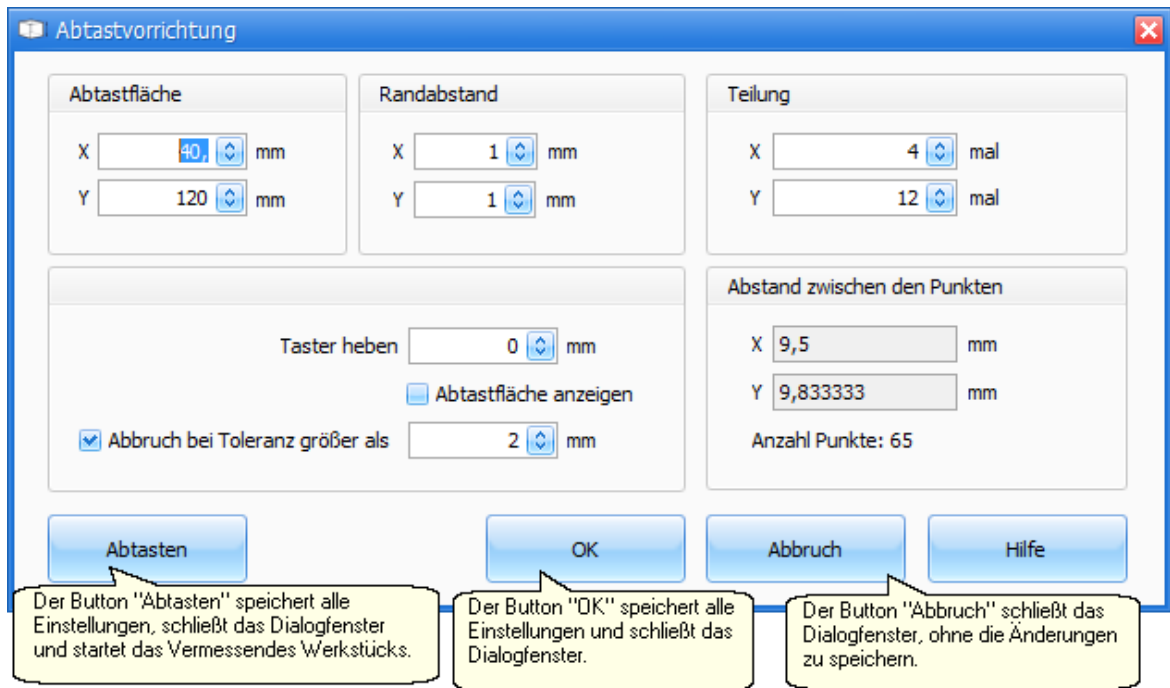 Abtastvorrichtung
Abtastfläche
X 40, mm
Y 120 mm
Randabstand
X 1 mm
Y 1 mm
Teilung
X 4 mal
Y 12 mal
Taster heben 0 mm
Abtastfläche anzeigen
Abbruch bei Toleranz größer als 2 mm
Abstand zwischen den Punkten
X 9,5 mm
Y 9,833333 mm
Anzahl Punkte: 65
Abtasten
OK
Abbruch
Hilfe
Der Button "Abtasten" speichert alle
Einstellungen, schließt das Dialogfenster
und startet das Vermessendes Werkstücks.
Der Button "OK" speichert alle
Einstellungen und schließt das
Dialogfenster.
Der Button "Abbruch" schließt das
Dialogfenster, ohne die Änderungen
zu speichern.